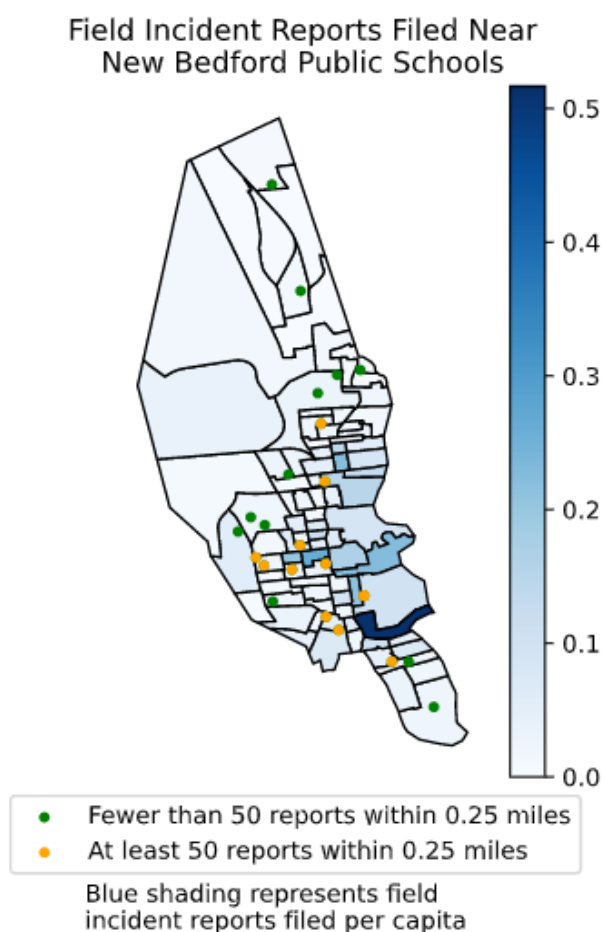 Field Incident Reports Filed Near
New Bedford Public Schools
0.5
0.4
0.3
0.2
0.1
0.0
Fewer than 50 reports within 0.25 miles
At least 50 reports within 0.25 miles
Blue shading represents field
incident reports filed per capita